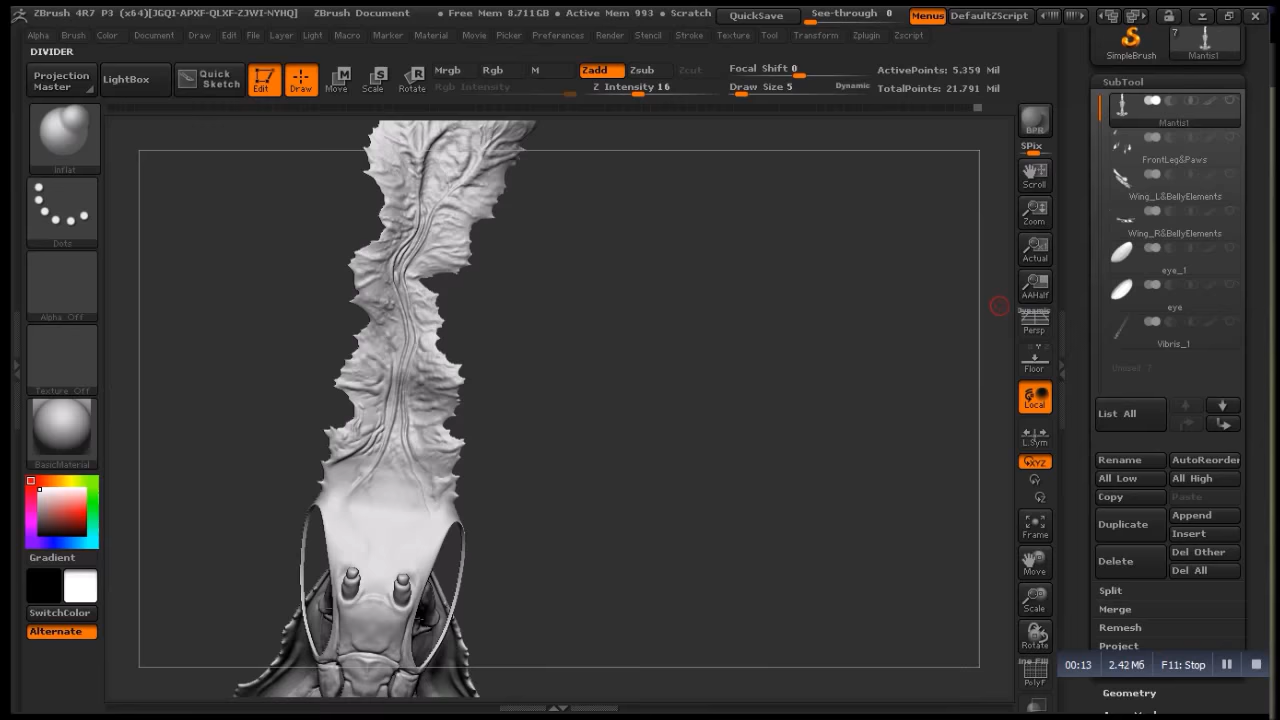 ZBrush 4R7 P3 (x64)[JGQI-APXF-QLXF-ZJWI-NYHQ] ZBrush Document • Free Mem 8.711GB • Active Mem 993 • Scratch QuickSave See-through 0 Menus DefaultZScript
Alpha Brush Color Document Draw Edit File Layer Light Macro Marker Material Movie Picker Preferences Render Stencil Stroke Texture Tool Transform Zplugin Zscript
DIVIDER
Projection Master
LightBox
Quick Sketch
Edit Draw Move Scale Rotate
Mrgb Rgb M
Rgb Intensity
Zadd Zsub Zcut
Z Intensity 16
Focal Shift 0
Draw Size 5 Dynamic
ActivePoints: 5.359 Mil
TotalPoints: 21.791 Mil
Inflat
Dots
Alpha Off
Texture Off
BasicMaterial
Gradient
SwitchColor
Alternate
BPR
SPix
Scroll
Zoom
Actual
AAHalf
Dynamic
Persp
Floor
Local
L.Sym
XYZ
Frame
Move
Scale
Rotate
PolyF
SimpleBrush
7
Mantis1
SubTool
Mantis1
FrontLeg&Paws
Wing_L&BellyElements
Wing_R&BellyElements
eye_1
eye
Vibris_1
Unused 7
List All
Rename AutoReorder
All Low All High
Copy Paste
Duplicate
Append
Insert
Delete
Del Other
Del All
Split
Merge
Remesh
Project
00:13 2.42 Мб F11: Stop
Geometry